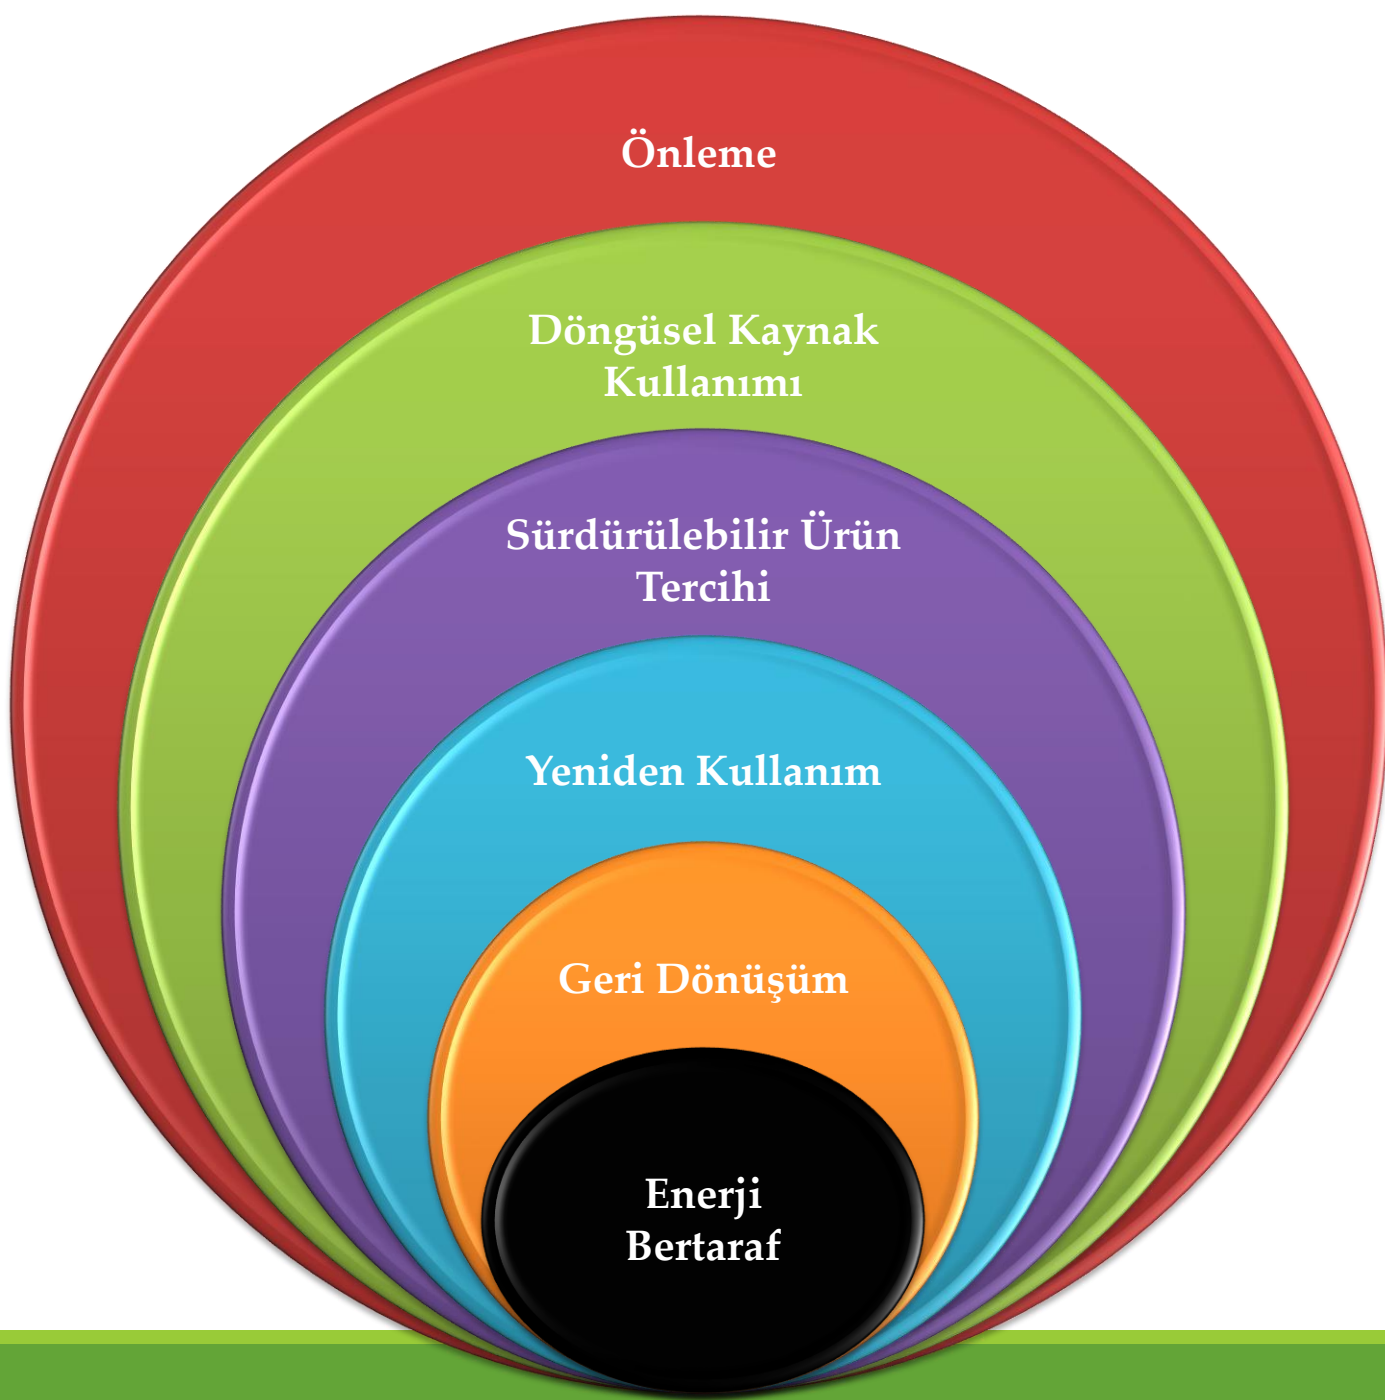 Önleme
Döngüsel Kaynak
Kullanımı
Sürdürülebilir Ürün
Tercihi
Yeniden Kullanım
Geri Dönüşüm
Enerji
Bertaraf